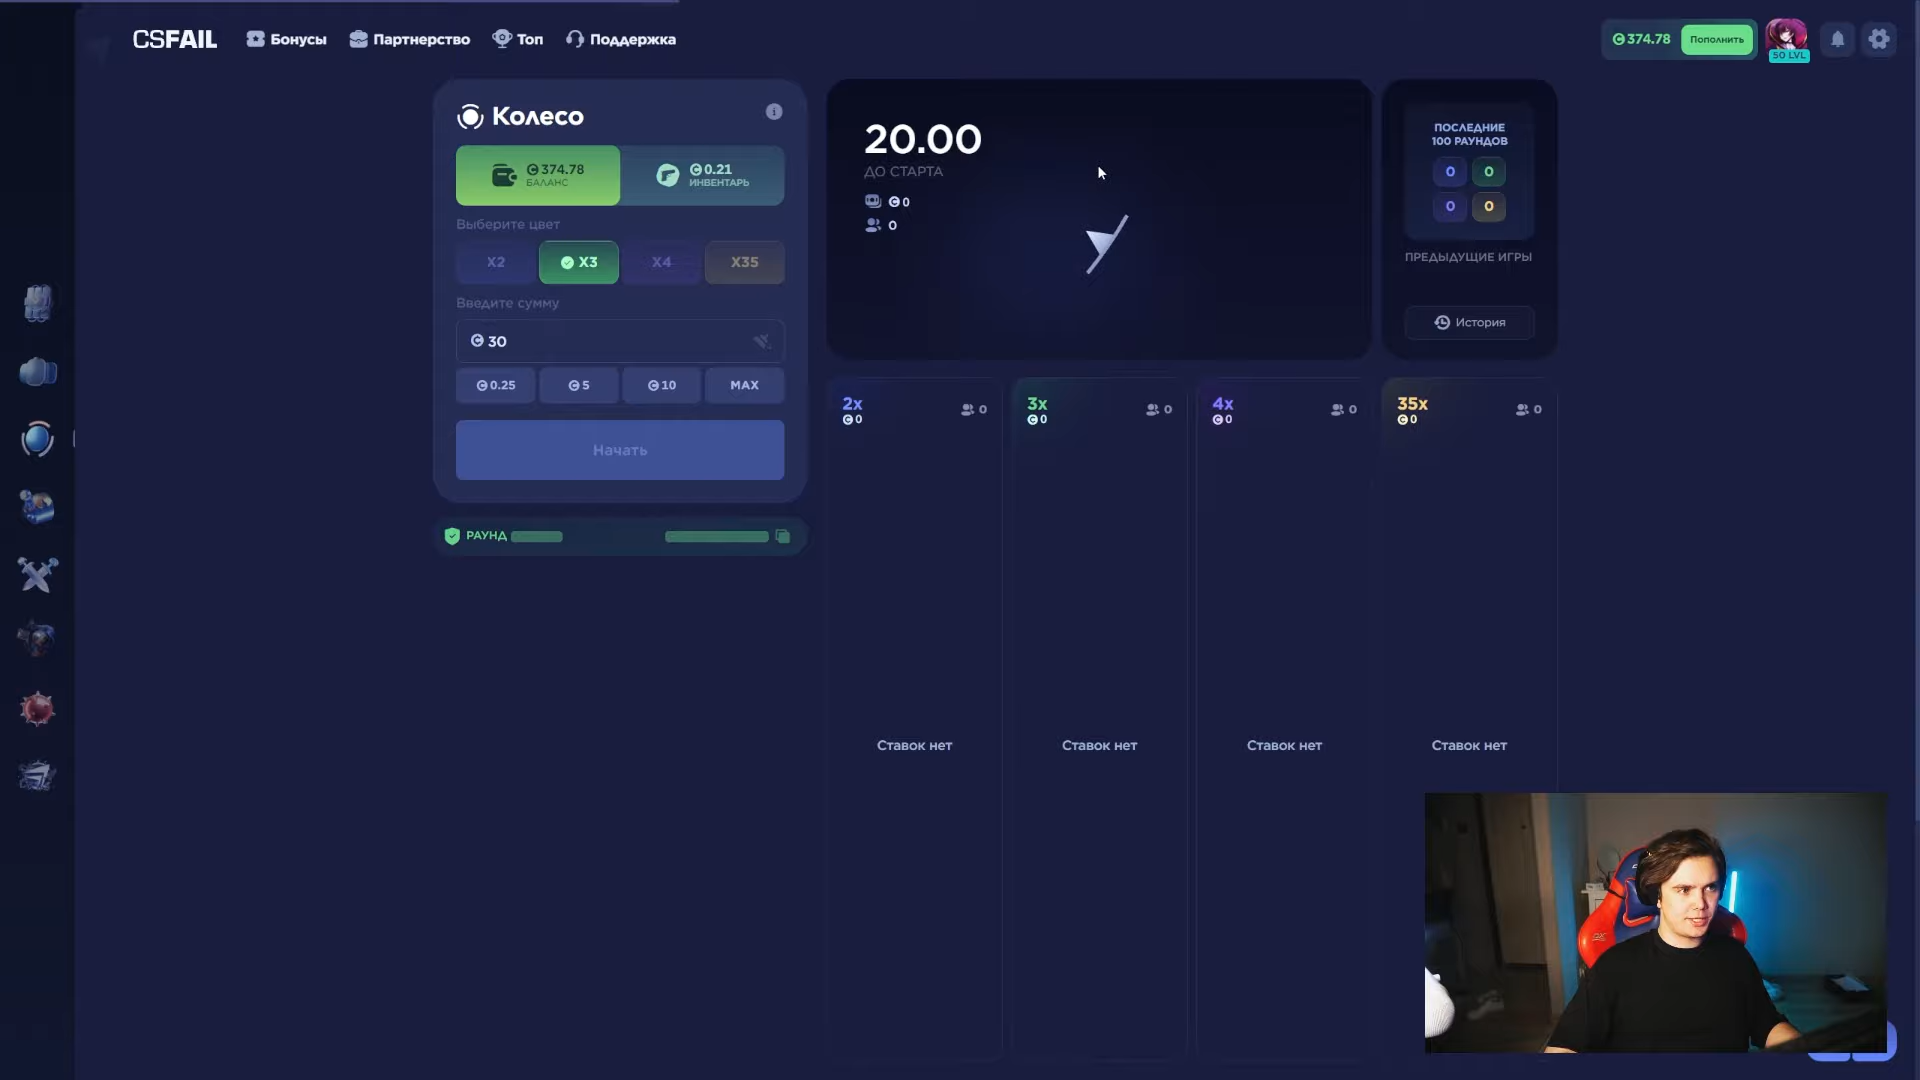 CSFAIL
Бонусы
Партнерство
Топ
Поддержка
374.78
Пополнить
50 LVL
Колесо
374.78
БАЛАНС
0.21
ИНВЕНТАРЬ
Выберите цвет
X2
X3
X4
X35
Введите сумму
30
0.25
5
10
MAX
Начать
РАУНД
20.00
ДО СТАРТА
0
0
ПОСЛЕДНИЕ
100 РАУНДОВ
0
0
0
0
ПРЕДЫДУЩИЕ ИГРЫ
История
2x
0
0
3x
0
0
4x
0
0
35x
0
0
Ставок нет
Ставок нет
Ставок нет
Ставок нет